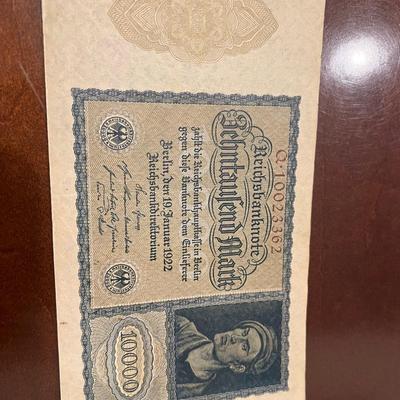 Q·10023362
Reichsbanknote
Zehntausend Mark
zahlt die Reichsbankhauptkasse in Berlin
gegen diese Banknote dem Einlieferer
Berlin, den 19. Januar 1922
Reichsbankdirektorium
10000